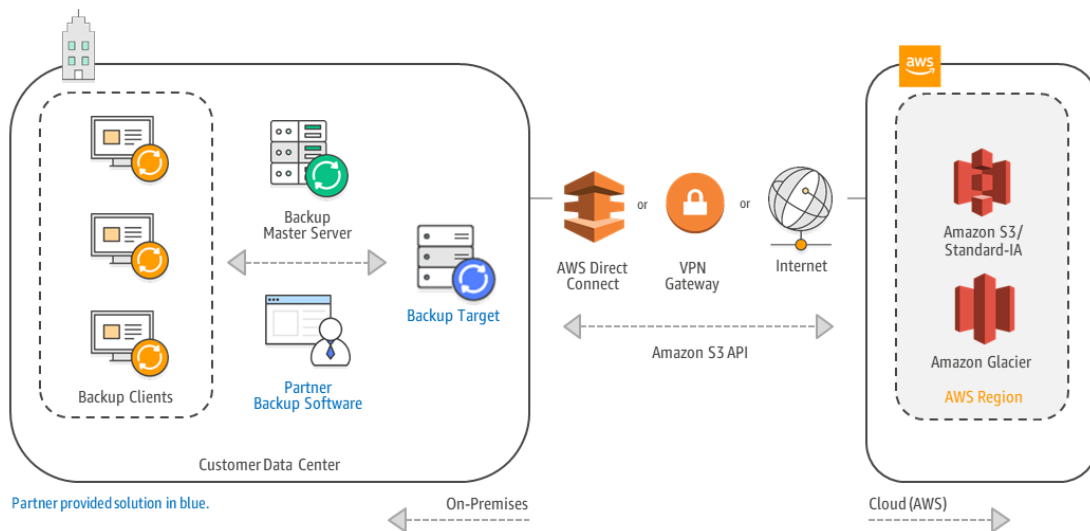 aws
Backup
Master Server
Backup Target
Partner
Backup Software
Backup Clients
Customer Data Center
AWS Direct
Connect
or
VPN
Gateway
or
Internet
Amazon S3 API
Amazon S3/
Standard-IA
Amazon Glacier
AWS Region
Partner provided solution in blue.
On-Premises
Cloud (AWS)